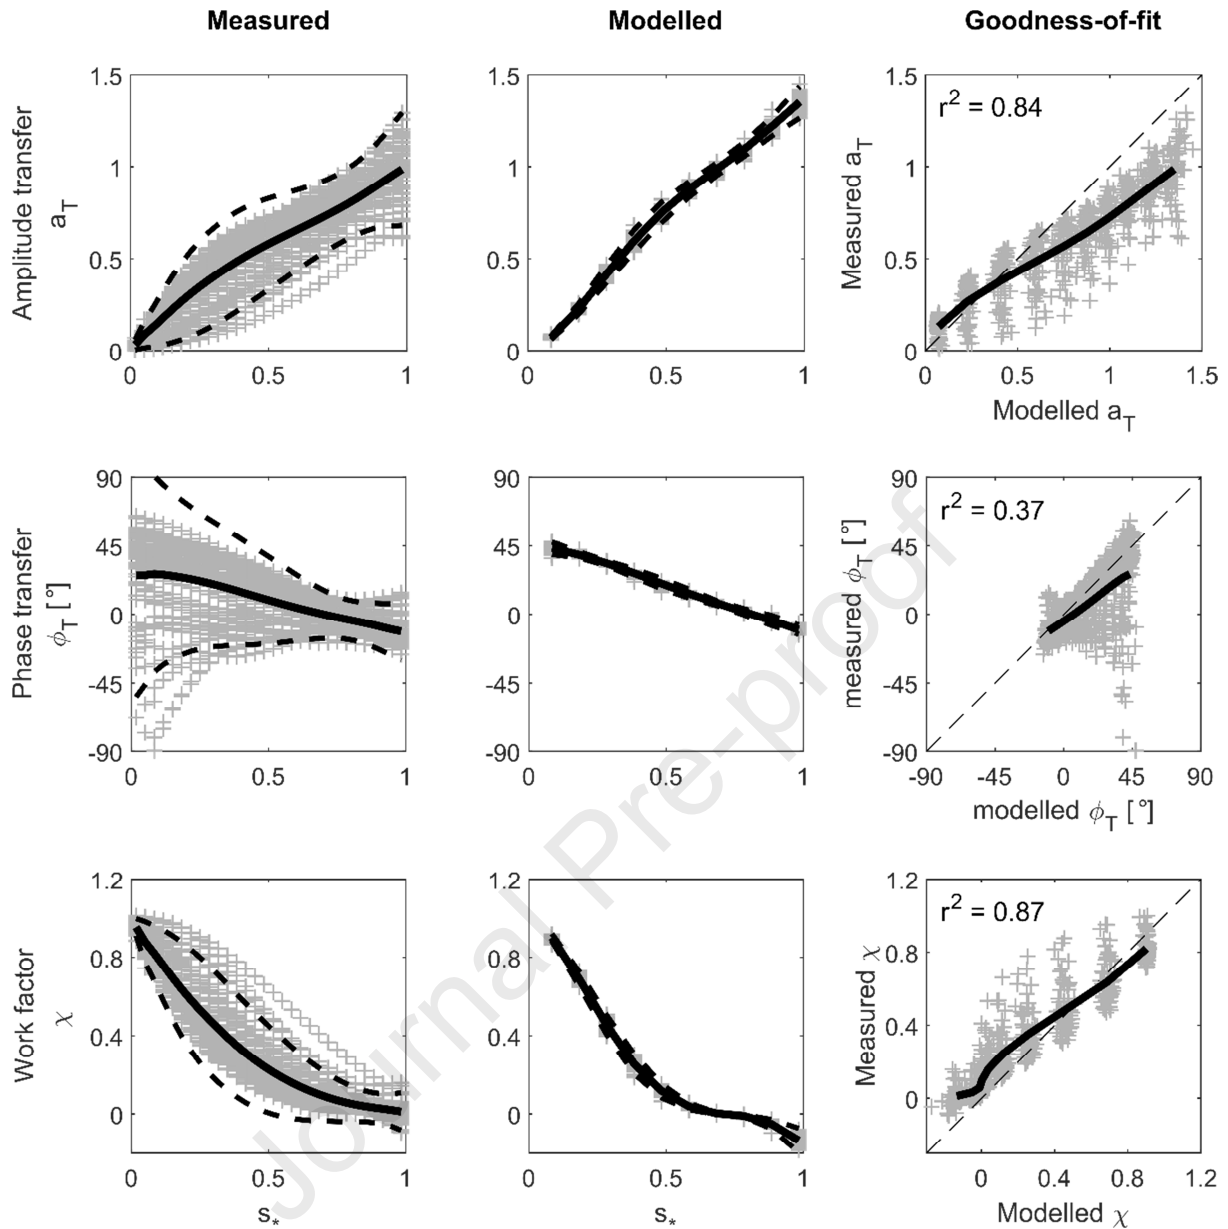 Measured Modelled Goodness-of-fit
Amplitude transfer
a_T
1.5
1
0.5
0
0 0.5 1
1.5
1
0.5
0
0 0.5 1
r² = 0.84
Measured a_T
1.5
1
0.5
0
0 0.5 1 1.5
Modelled a_T
Phase transfer
ϕ_T [°]
90
45
0
-45
-90
0 0.5 1
90
45
0
-45
-90
0 0.5 1
r² = 0.37
measured ϕ_T [°]
90
45
0
-45
-90
-90 -45 0 45 90
modelled ϕ_T [°]
Work factor
χ
1.2
0.8
0.4
0
0 0.5 1
s_*
1.2
0.8
0.4
0
0 0.5 1
s_*
r² = 0.87
Measured χ
1.2
0.8
0.4
0
0 0.4 0.8 1.2
Modelled χ
Journal Pre-proof